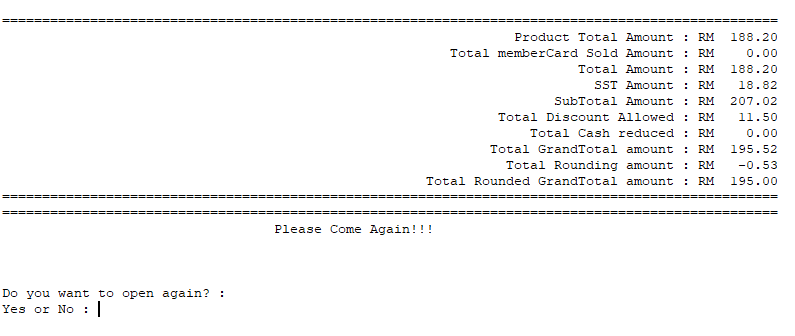 =================================================================================================
Product Total Amount : RM  188.20
Total memberCard Sold Amount : RM    0.00
Total Amount : RM  188.20
SST Amount : RM   18.82
SubTotal Amount : RM  207.02
Total Discount Allowed : RM   11.50
Total Cash reduced : RM    0.00
Total GrandTotal amount : RM  195.52
Total Rounding amount : RM   -0.53
Total Rounded GrandTotal amount : RM  195.00
=================================================================================================
=================================================================================================
Please Come Again!!!
Do you want to open again? :
Yes or No :